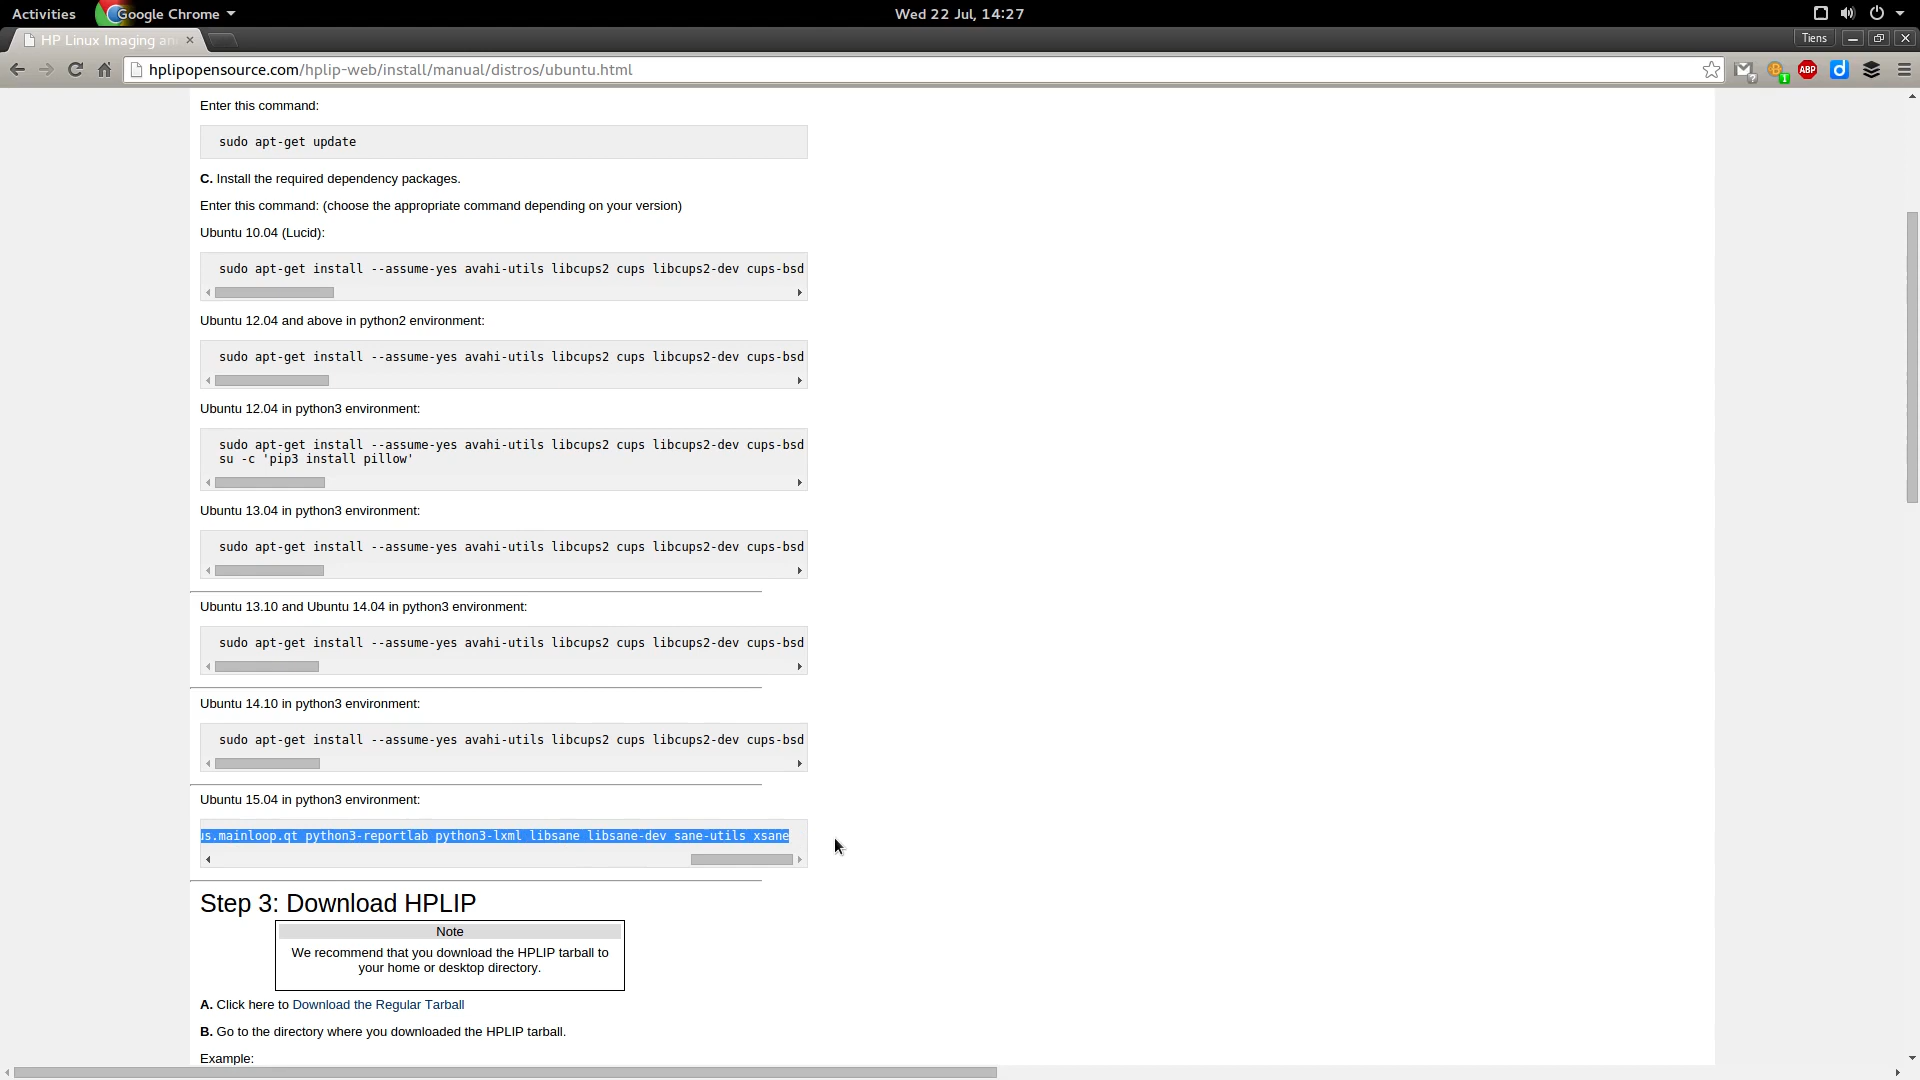 Activities
Google Chrome
Wed 22 Jul, 14:27
HP Linux Imaging an
Tiens
hplipopensource.com/hplip-web/install/manual/distros/ubuntu.html
ABP
Enter this command:
sudo apt-get update
C. Install the required dependency packages.
Enter this command: (choose the appropriate command depending on your version)
Ubuntu 10.04 (Lucid):
sudo apt-get install --assume-yes avahi-utils libcups2 cups libcups2-dev cups-bsd
Ubuntu 12.04 and above in python2 environment:
sudo apt-get install --assume-yes avahi-utils libcups2 cups libcups2-dev cups-bsd
Ubuntu 12.04 in python3 environment:
sudo apt-get install --assume-yes avahi-utils libcups2 cups libcups2-dev cups-bsd
su -c 'pip3 install pillow'
Ubuntu 13.04 in python3 environment:
sudo apt-get install --assume-yes avahi-utils libcups2 cups libcups2-dev cups-bsd
Ubuntu 13.10 and Ubuntu 14.04 in python3 environment:
sudo apt-get install --assume-yes avahi-utils libcups2 cups libcups2-dev cups-bsd
Ubuntu 14.10 in python3 environment:
sudo apt-get install --assume-yes avahi-utils libcups2 cups libcups2-dev cups-bsd
Ubuntu 15.04 in python3 environment:
us.mainloop.qt python3-reportlab python3-lxml libsane libsane-dev sane-utils xsane
Step 3: Download HPLIP
Note
We recommend that you download the HPLIP tarball to
your home or desktop directory.
A. Click here to Download the Regular Tarball
B. Go to the directory where you downloaded the HPLIP tarball.
Example: